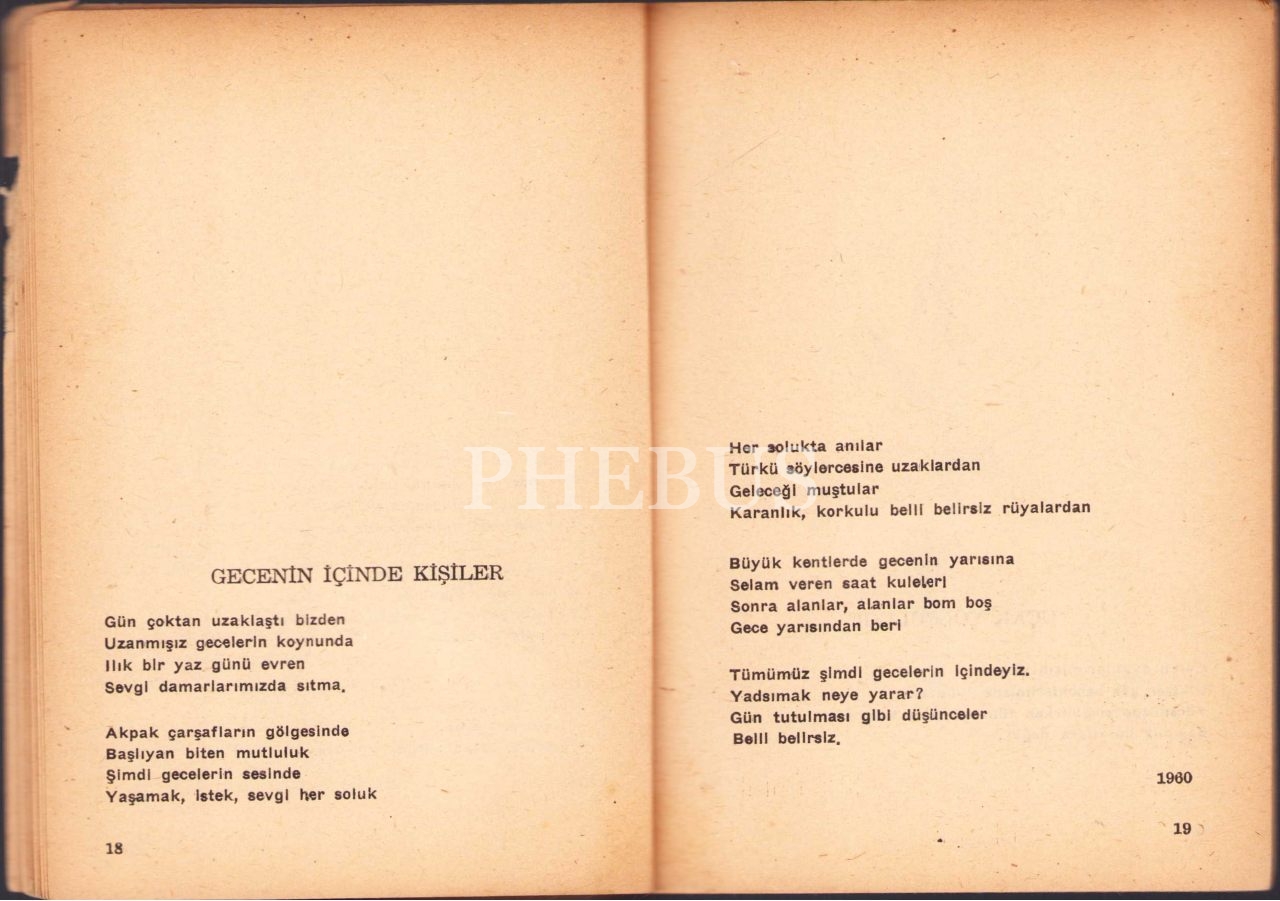 GECENİN İÇİNDE KİŞİLER
Gün çoktan uzaklaştı bizden
Uzanmışız gecelerin koynunda
Ilık bir yaz günü evren
Sevgi damarlarımızda sıtma.
Akpak çarşafların gölgesinde
Başlıyan biten mutluluk
Şimdi gecelerin sesinde
Yaşamak, istek, sevgi her soluk
18
Her solukta anılar
Türkü söylercesine uzaklardan
Geleceği muştular
Karanlık, korkulu belli belirsiz rüyalardan
Büyük kentlerde gecenin yarısına
Selam veren saat kuleleri
Sonra alanlar, alanlar bom boş
Gece yarısından beri
Tümümüz şimdi gecelerin içindeyiz.
Yadsımak neye yarar?
Gün tutulması gibi düşünceler
Belli belirsiz.
1960
19
PHEBUS